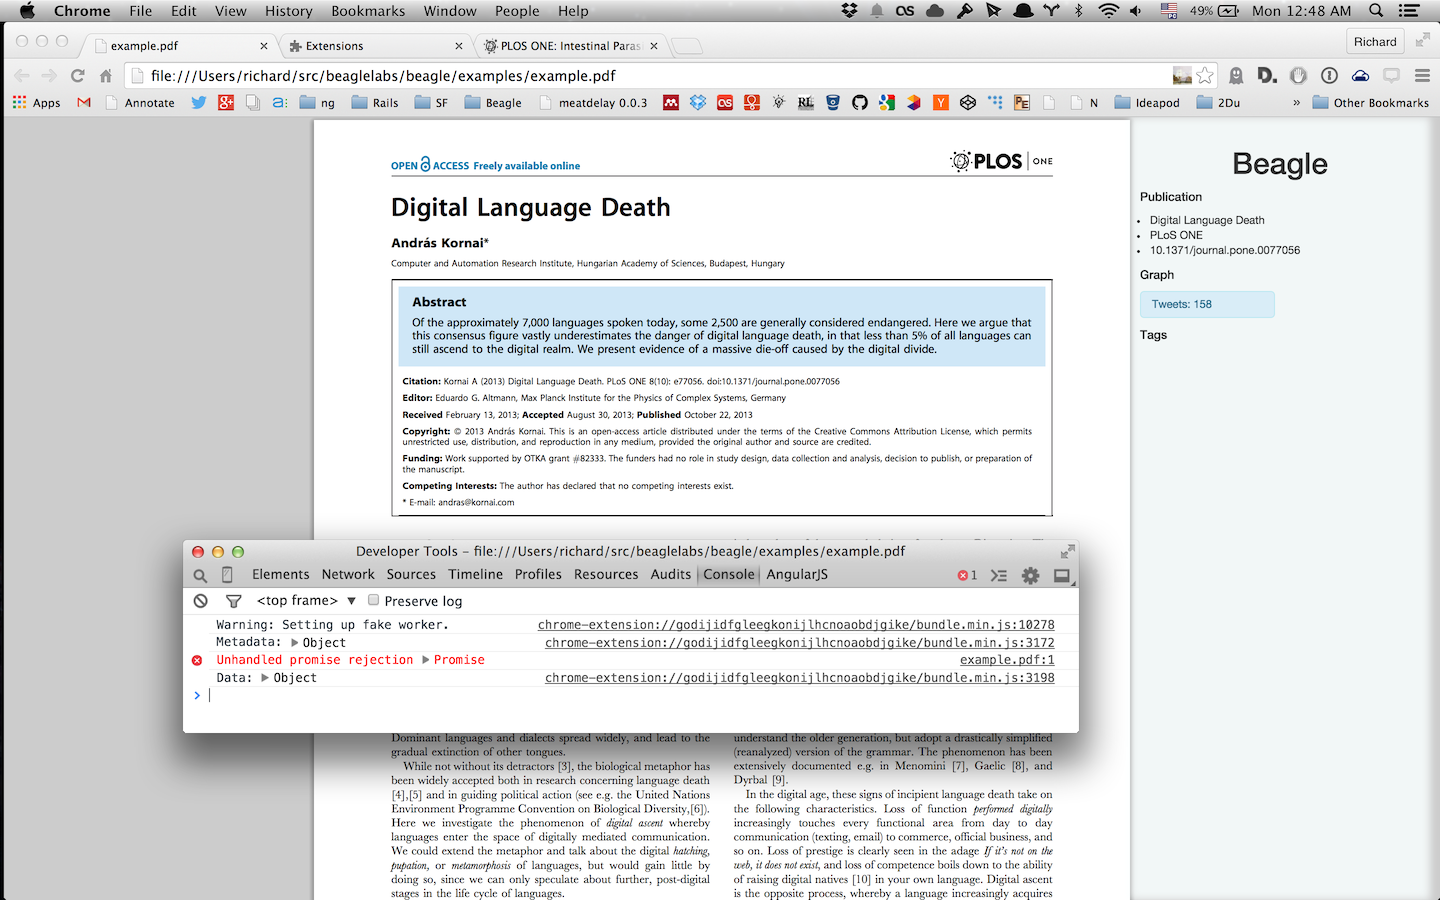 Chrome File Edit View History Bookmarks Window People Help 49% Mon 12:48 AM
example.pdf Extensions PLOS ONE: Intestinal Paras Richard
file:///Users/richard/src/beaglelabs/beagle/examples/example.pdf
Apps Annotate ng Rails SF Beagle meatdelay 0.0.3 N Ideapod 2Du » Other Bookmarks
OPEN ACCESS Freely available online
PLOS ONE
Digital Language Death
András Kornai*
Computer and Automation Research Institute, Hungarian Academy of Sciences, Budapest, Hungary
Abstract
Of the approximately 7,000 languages spoken today, some 2,500 are generally considered endangered. Here we argue that
this consensus figure vastly underestimates the danger of digital language death, in that less than 5% of all languages can
still ascend to the digital realm. We present evidence of a massive die-off caused by the digital divide.
Citation: Kornai A (2013) Digital Language Death. PLoS ONE 8(10): e77056. doi:10.1371/journal.pone.0077056
Editor: Eduardo G. Altmann, Max Planck Institute for the Physics of Complex Systems, Germany
Received February 13, 2013; Accepted August 30, 2013; Published October 22, 2013
Copyright: © 2013 András Kornai. This is an open-access article distributed under the terms of the Creative Commons Attribution License, which permits
unrestricted use, distribution, and reproduction in any medium, provided the original author and source are credited.
Funding: Work supported by OTKA grant #82333. The funders had no role in study design, data collection and analysis, decision to publish, or preparation of
the manuscript.
Competing Interests: The author has declared that no competing interests exist.
* E-mail: andras@kornai.com
Beagle
Publication
• Digital Language Death
• PLoS ONE
• 10.1371/journal.pone.0077056
Graph
Tweets: 158
Tags
Developer Tools - file:///Users/richard/src/beaglelabs/beagle/examples/example.pdf
Elements Network Sources Timeline Profiles Resources Audits Console AngularJS 1
<top frame> ▼ Preserve log
Warning: Setting up fake worker. chrome-extension://godijidfgleegkonijlhcnoaobdjgike/bundle.min.js:10278
Metadata: ▶ Object chrome-extension://godijidfgleegkonijlhcnoaobdjgike/bundle.min.js:3172
Unhandled promise rejection ▶ Promise example.pdf:1
Data: ▶ Object chrome-extension://godijidfgleegkonijlhcnoaobdjgike/bundle.min.js:3198
>
Dominant languages and dialects spread widely, and lead to the
gradual extinction of other tongues.
While not without its detractors [3], the biological metaphor has
been widely accepted both in research concerning language death
[4],[5] and in guiding political action (see e.g. the United Nations
Environment Programme Convention on Biological Diversity,[6]).
Here we investigate the phenomenon of digital ascent whereby
languages enter the space of digitally mediated communication.
We could extend the metaphor and talk about the digital hatching,
pupation, or metamorphosis of languages, but would gain little by
doing so, since we can only speculate about further, post-digital
stages in the life cycle of languages.
understand the older generation, but adopt a drastically simplified
(reanalyzed) version of the grammar. The phenomenon has been
extensively documented e.g. in Menomini [7], Gaelic [8], and
Dyrbal [9].
In the digital age, these signs of incipient language death take on
the following characteristics. Loss of function performed digitally
increasingly touches every functional area from day to day
communication (texting, email) to commerce, official business, and
so on. Loss of prestige is clearly seen in the adage If it's not on the
web, it does not exist, and loss of competence boils down to the ability
of raising digital natives [10] in your own language. Digital ascent
is the opposite process, whereby a language increasingly acquires